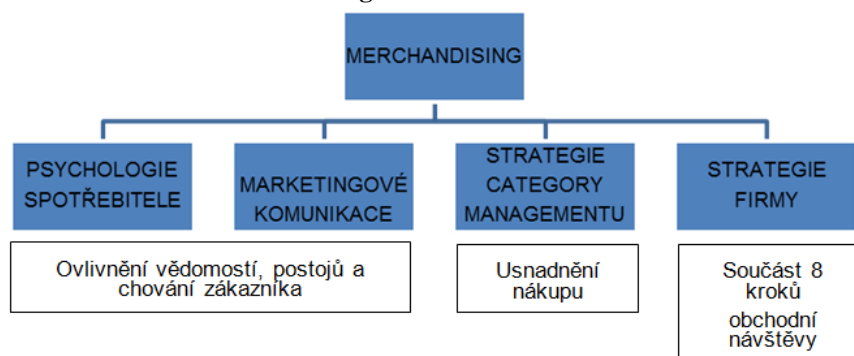 MERCHANDISING
PSYCHOLOGIE
SPOTŘEBITELE
MARKETINGOVÉ
KOMUNIKACE
STRATEGIE
CATEGORY
MANAGEMENTU
STRATEGIE
FIRMY
Ovlivnění vědomostí, postojů a
chování zákazníka
Usnadnění
nákupu
Součást 8
kroků
obchodní
návštěvy